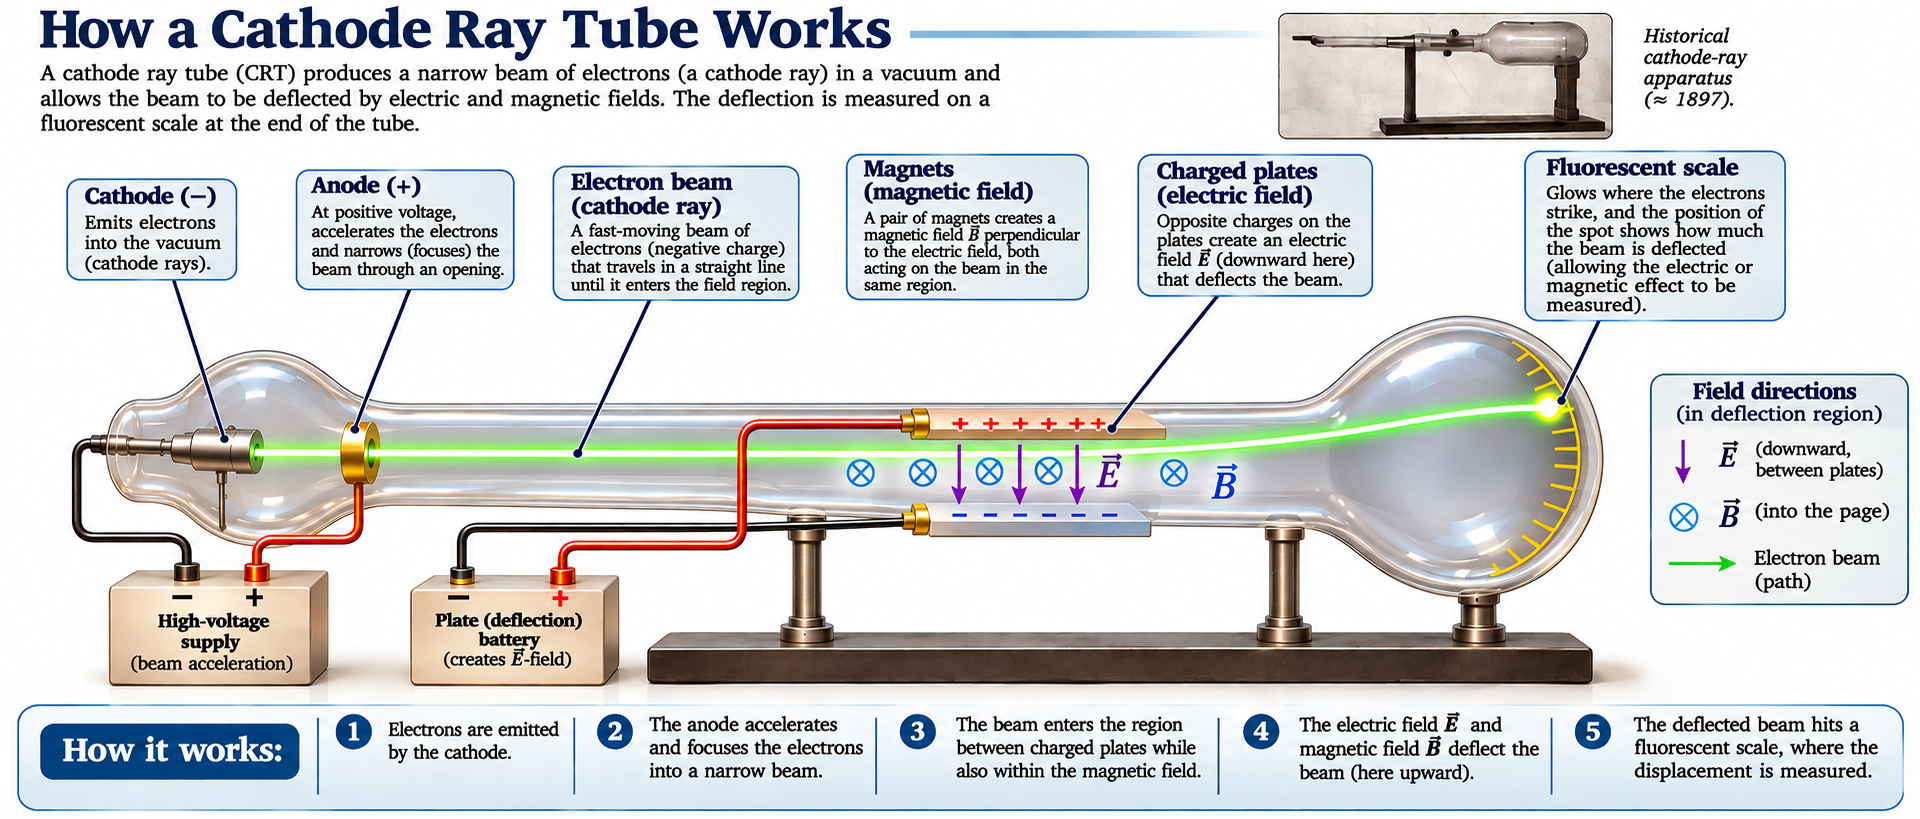 How a Cathode Ray Tube Works
A cathode ray tube (CRT) produces a narrow beam of electrons (a cathode ray) in a vacuum and
allows the beam to be deflected by electric and magnetic fields. The deflection is measured on a
fluorescent scale at the end of the tube.
Historical
cathode-ray
apparatus
(≈ 1897).
Cathode (−)
Emits electrons
into the vacuum
(cathode rays).
Anode (+)
At positive voltage,
accelerates the electrons
and narrows (focuses) the
beam through an opening.
Electron beam
(cathode ray)
A fast-moving beam of
electrons (negative charge)
that travels in a straight line
until it enters the field region.
Magnets
(magnetic field)
A pair of magnets creates a
magnetic field B⃗ perpendicular
to the electric field, both
acting on the beam in the
same region.
Charged plates
(electric field)
Opposite charges on the
plates create an electric
field E⃗ (downward here)
that deflects the beam.
Fluorescent scale
Glows where the electrons
strike, and the position of
the spot shows how much
the beam is deflected
(allowing the electric or
magnetic effect to be
measured).
+ + + + + +
E⃗
B⃗
− − − − − −
Field directions
(in deflection region)
E⃗ (downward,
between plates)
B⃗ (into the page)
Electron beam
(path)
− +
High-voltage
supply
(beam acceleration)
− +
Plate (deflection)
battery
(creates E⃗-field)
How it works:
1 Electrons are emitted
by the cathode.
2 The anode accelerates
and focuses the electrons
into a narrow beam.
3 The beam enters the region
between charged plates while
also within the magnetic field.
4 The electric field E⃗ and
magnetic field B⃗ deflect the
beam (here upward).
5 The deflected beam hits a
fluorescent scale, where the
displacement is measured.